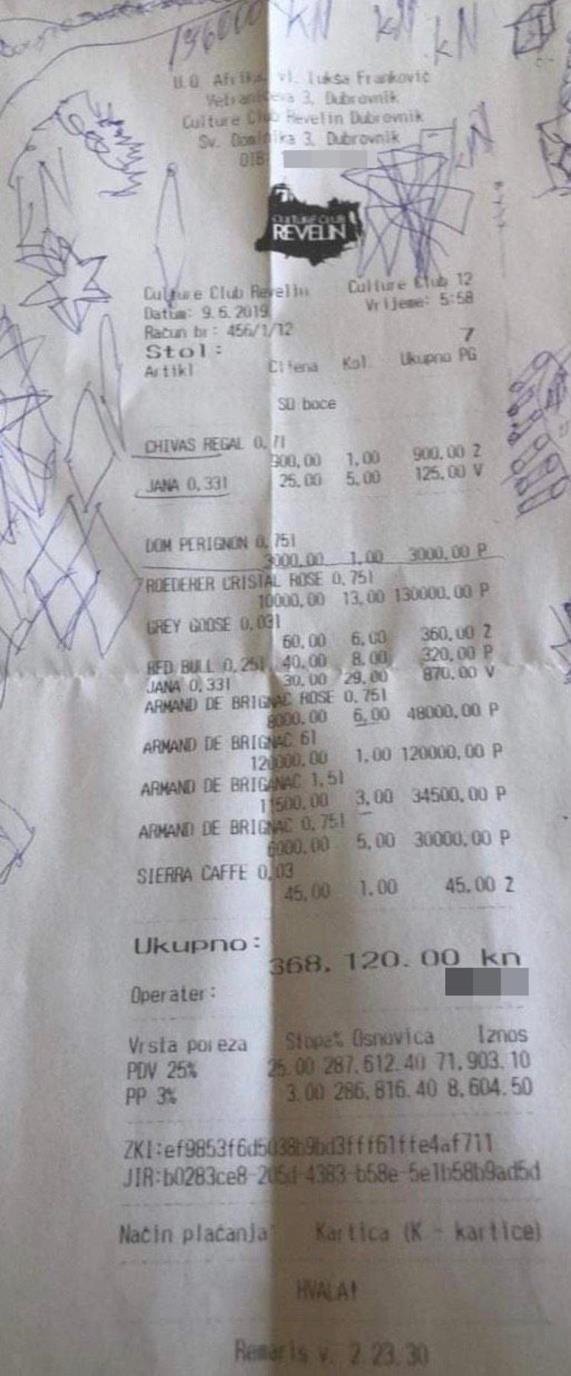 196000 kN kN kN
U.O. Afrika, vl. Lukša Franković
Vetranićeva 3, Dubrovnik
Culture Club Revelin Dubrovnik
Sv. Dominika 3, Dubrovnik
OIB:
kN
CULTURE CLUB
REVELIN
Culture Club Revelin Culture Club 12
Datum: 9.6.2019 Vrijeme: 5:58
Račun br: 456/1/12
Stol: 7
Artikl Cijena Kol. Ukupno PG
SD boce
CHIVAS REGAL 0,7l
900,00 1,00 900,00 Z
JANA 0,33l 25,00 5,00 125,00 V
DOM PERIGNON 0,75l
3000,00 1,00 3000,00 P
ROEDERER CRISTAL ROSE 0,75l
10000,00 13,00 130000,00 P
GREY GOOSE 0,03l
60,00 6,00 360,00 Z
RED BULL 0,25l 40,00 8,00 320,00 P
JANA 0,33l 30,00 29,00 870,00 V
ARMAND DE BRIGNAC ROSE 0,75l
8000,00 6,00 48000,00 P
ARMAND DE BRIGNAC 6l
120000,00 1,00 120000,00 P
ARMAND DE BRIGANAC 1,5l
11500,00 3,00 34500,00 P
ARMAND DE BRIGNAC 0,75l
6000,00 5,00 30000,00 P
SIERRA CAFFE 0,03
45,00 1,00 45,00 Z
Ukupno:
368.120.00 kn
Operater:
Vrsta poreza Stopa% Osnovica Iznos
PDV 25% 25.00 287.612.40 71.903.10
PP 3% 3.00 286.816.40 8.604.50
ZKI:ef9853f6d5038b9bd3fff61ffe4af711
JIR:b0283ce8-205d-4383-b58e-5e1b58b9ad5d
Način plaćanja: Kartica (K - kartice)
HVALA!
Remaris v. 2.23.30